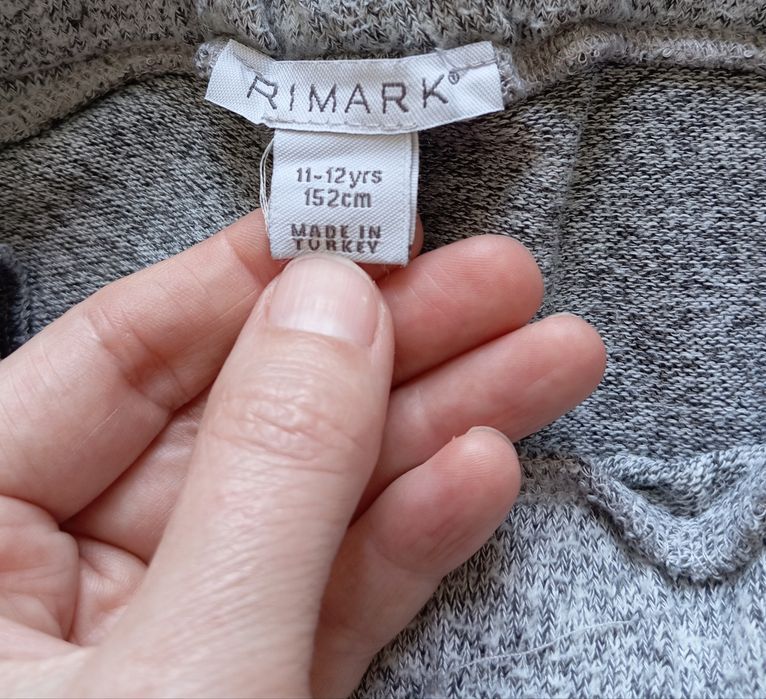 RIMARK®
11-12yrs
152cm
MADE IN
TURKEY